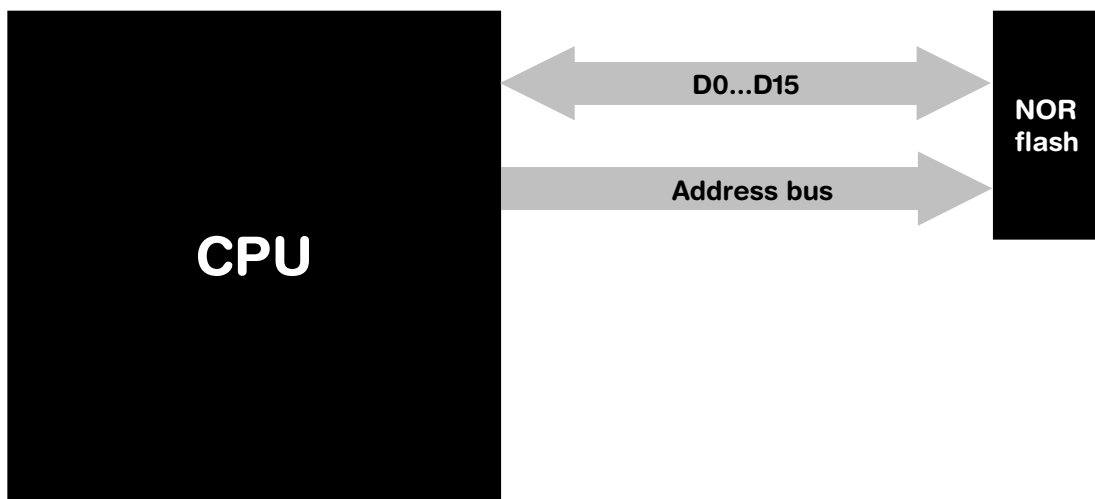 D0...D15
NOR
flash
Address bus
CPU